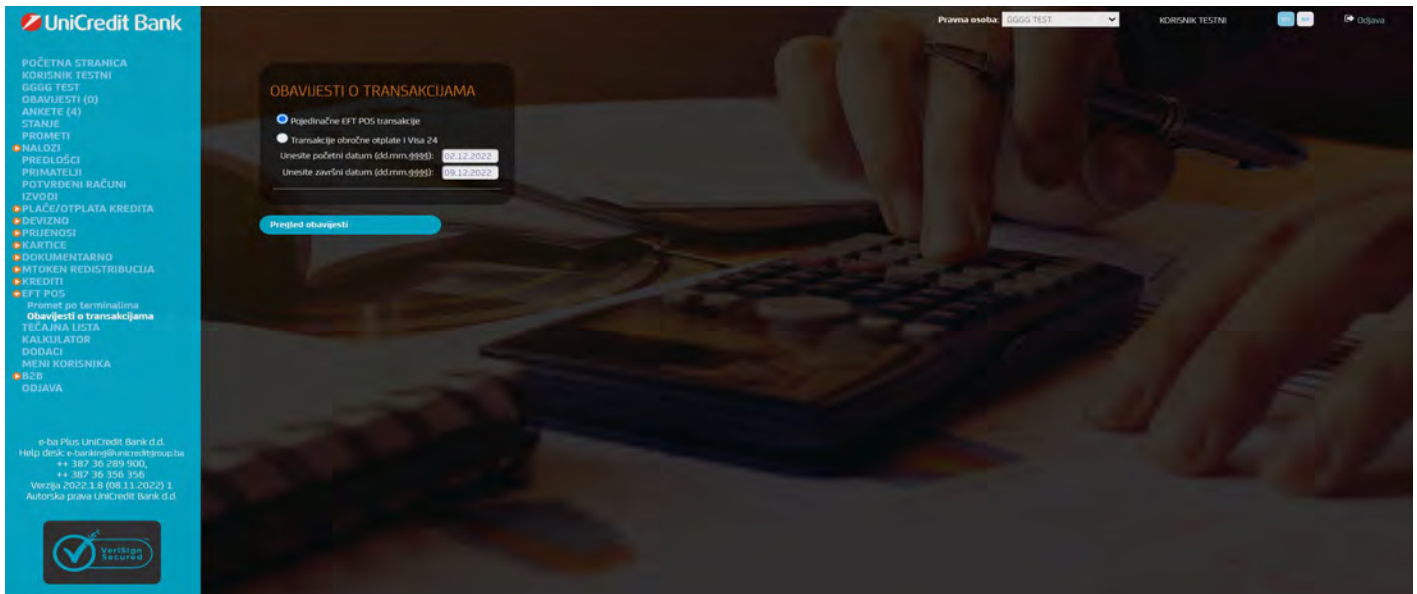 UniCredit Bank
Pravna osoba: GGGG TEST
KORISNIK TESTNI
Odjava
POČETNA STRANICA
KORISNIK TESTNI
GGGG TEST
OBAVIJESTI (0)
ANKETE (4)
STANJE
PROMETI
NALOZI
PREDLOŠCI
PRIMATELJI
POTVRĐENI RAČUNI
IZVODI
PLAĆE/OTPLATA KREDITA
DEVIZNO
PRIJENOSI
KARTICE
DOKUMENTARNO
MTOKEN REDISTRIBUCIJA
KREDITI
EFT POS
Promet po terminalima
Obavijesti o transakcijama
TEČAJNA LISTA
KALKULATOR
DODACI
MENI KORISNIKA
B2B
ODJAVA
e-ba Plus UniCredit Bank d.d.
Help desk: e-banking@unicreditgroup.ba
++ 387 36 289 900,
++ 387 36 356 356
Verzija 2022.1.8 (08.11.2022) 1
Autorska prava UniCredit Bank d.d.
VeriSign
Secured
OBAVIJESTI O TRANSAKCIJAMA
Pojedinačne EFT POS transakcije
Transakcije obročne otplate i Visa 24
Unesite početni datum (dd.mm.gggg): 02.12.2022
Unesite završni datum (dd.mm.gggg): 09.12.2022
Pregled obavijesti